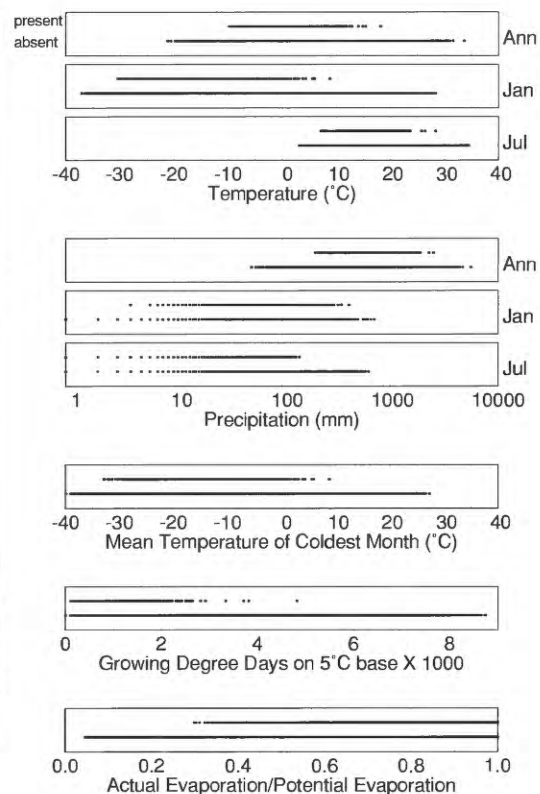 present
absent
Ann
Jan
Jul
-40 -30 -20 -10 0 10 20 30 40
Temperature (˚C)
Ann
Jan
Jul
1 10 100 1000 10000
Precipitation (mm)
-40 -30 -20 -10 0 10 20 30 40
Mean Temperature of Coldest Month (˚C)
0 2 4 6 8
Growing Degree Days on 5˚C base X 1000
0.0 0.2 0.4 0.6 0.8 1.0
Actual Evaporation/Potential Evaporation